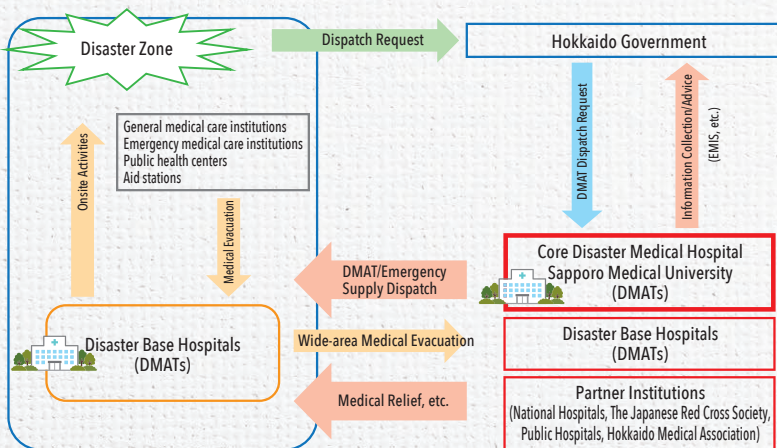 Disaster Zone
Dispatch Request
Hokkaido Government
General medical care institutions
Emergency medical care institutions
Public health centers
Aid stations
Onsite Activities
Medical Evacuation
DMAT Dispatch Request
Information Collection/Advice
(EMIS, etc.)
Core Disaster Medical Hospital
Sapporo Medical University
(DMATs)
DMAT/Emergency
Supply Dispatch
Disaster Base Hospitals
(DMATs)
Wide-area Medical Evacuation
Disaster Base Hospitals
(DMATs)
Medical Relief, etc.
Partner Institutions
(National Hospitals, The Japanese Red Cross Society,
Public Hospitals, Hokkaido Medical Association)